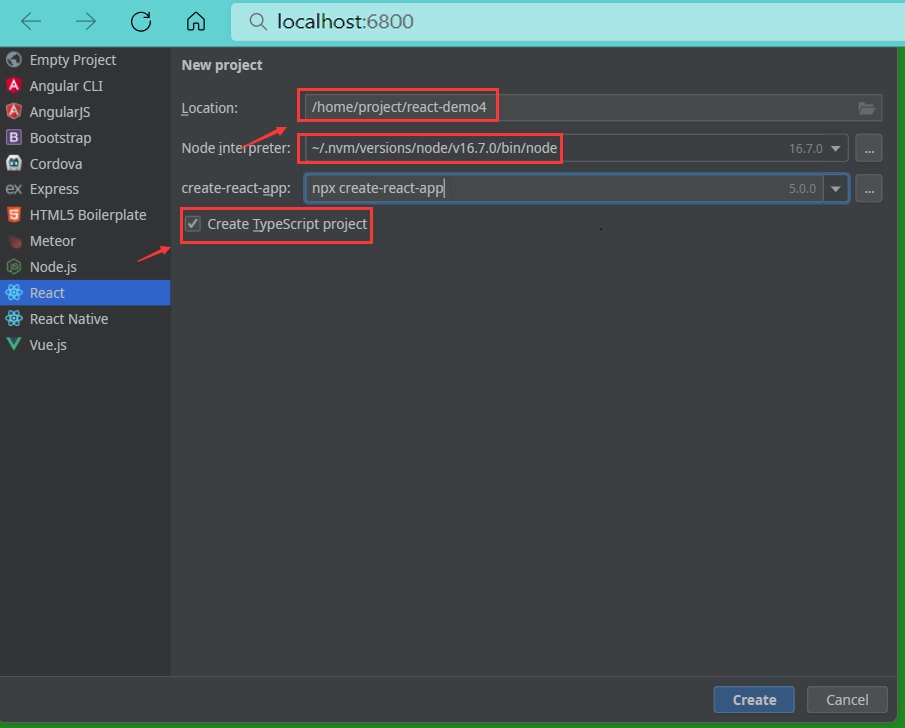 localhost:6800
Empty Project
Angular CLI
AngularJS
Bootstrap
Cordova
Express
HTML5 Boilerplate
Meteor
Node.js
React
React Native
Vue.js
New project
Location: /home/project/react-demo4
Node interpreter: ~/.nvm/versions/node/v16.7.0/bin/node 16.7.0 ...
create-react-app: npx create-react-app 5.0.0 ...
Create TypeScript project
Create Cancel